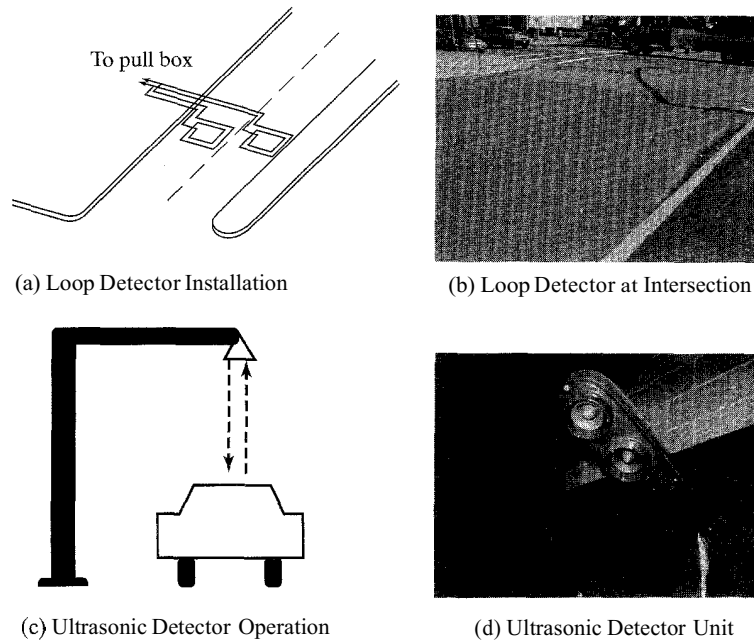 To pull box
(a) Loop Detector Installation
(b) Loop Detector at Intersection
(c) Ultrasonic Detector Operation
(d) Ultrasonic Detector Unit